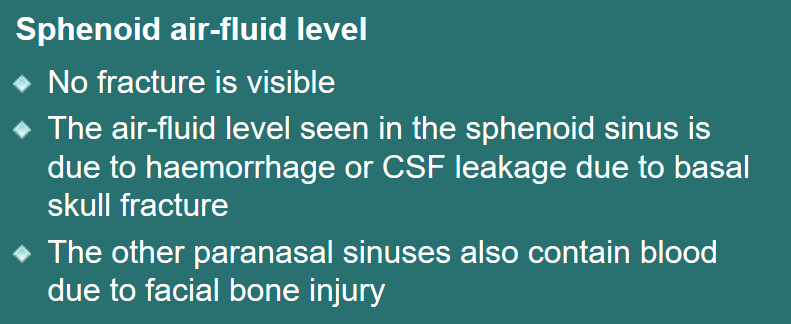 Sphenoid air-fluid level
No fracture is visible
The air-fluid level seen in the sphenoid sinus is
due to haemorrhage or CSF leakage due to basal
skull fracture
The other paranasal sinuses also contain blood
due to facial bone injury